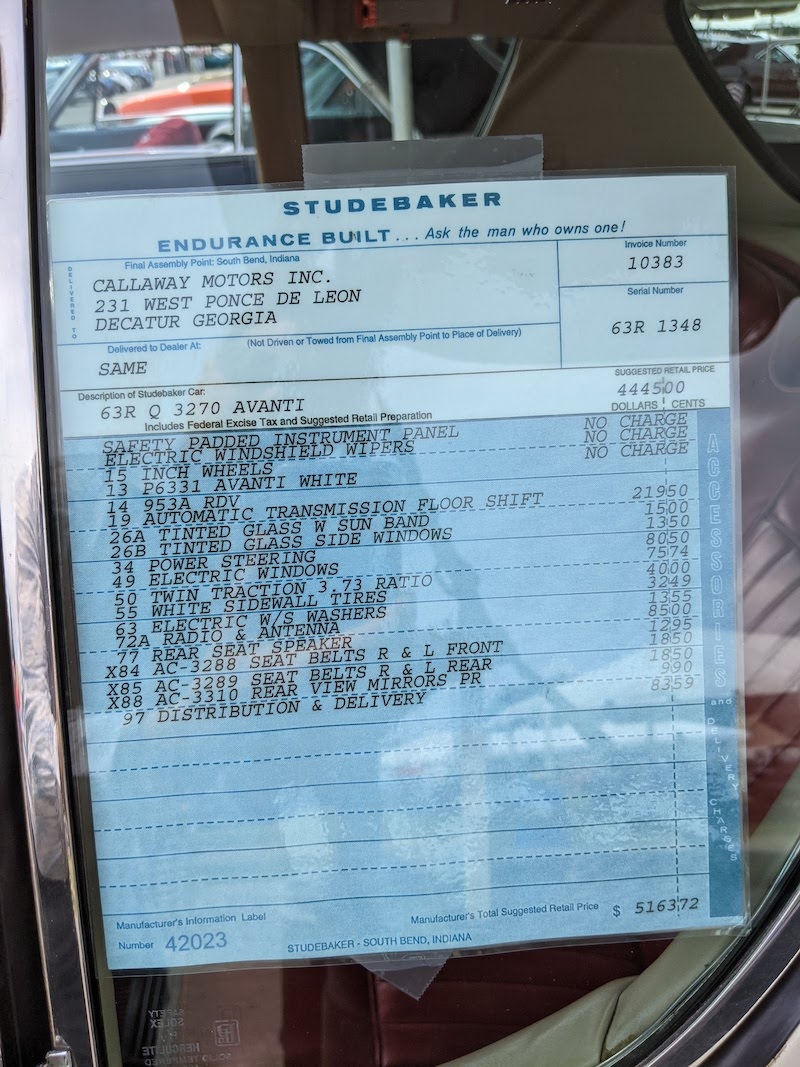 STUDEBAKER
ENDURANCE BUILT . . . Ask the man who owns one!
Final Assembly Point: South Bend, Indiana
DELIVERED TO
CALLAWAY MOTORS INC.
231 WEST PONCE DE LEON
DECATUR GEORGIA
Invoice Number
10383
Serial Number
63R 1348
Delivered to Dealer At: (Not Driven or Towed from Final Assembly Point to Place of Delivery)
SAME
Description of Studebaker Car: SUGGESTED RETAIL PRICE
63R Q 3270 AVANTI 444500
Includes Federal Excise Tax and Suggested Retail Preparation DOLLARS CENTS
SAFETY PADDED INSTRUMENT PANEL NO CHARGE
ELECTRIC WINDSHIELD WIPERS NO CHARGE
15 INCH WHEELS NO CHARGE
13 P6331 AVANTI WHITE
14 953A RDV
19 AUTOMATIC TRANSMISSION FLOOR SHIFT 21950
26A TINTED GLASS W SUN BAND 1500
26B TINTED GLASS SIDE WINDOWS 1350
34 POWER STEERING 8050
49 ELECTRIC WINDOWS 7574
50 TWIN TRACTION 3.73 RATIO 4000
55 WHITE SIDEWALL TIRES 3249
63 ELECTRIC W/S WASHERS 1355
72A RADIO & ANTENNA 8500
77 REAR SEAT SPEAKER 1295
X84 AC-3288 SEAT BELTS R & L FRONT 1850
X85 AC-3289 SEAT BELTS R & L REAR 1850
X88 AC-3310 REAR VIEW MIRRORS PR 990
97 DISTRIBUTION & DELIVERY 8359
ACCESSORIES and DELIVERY CHARGES
Manufacturer's Information Label
Number 42023
Manufacturer's Total Suggested Retail Price $ 516372
STUDEBAKER - SOUTH BEND, INDIANA